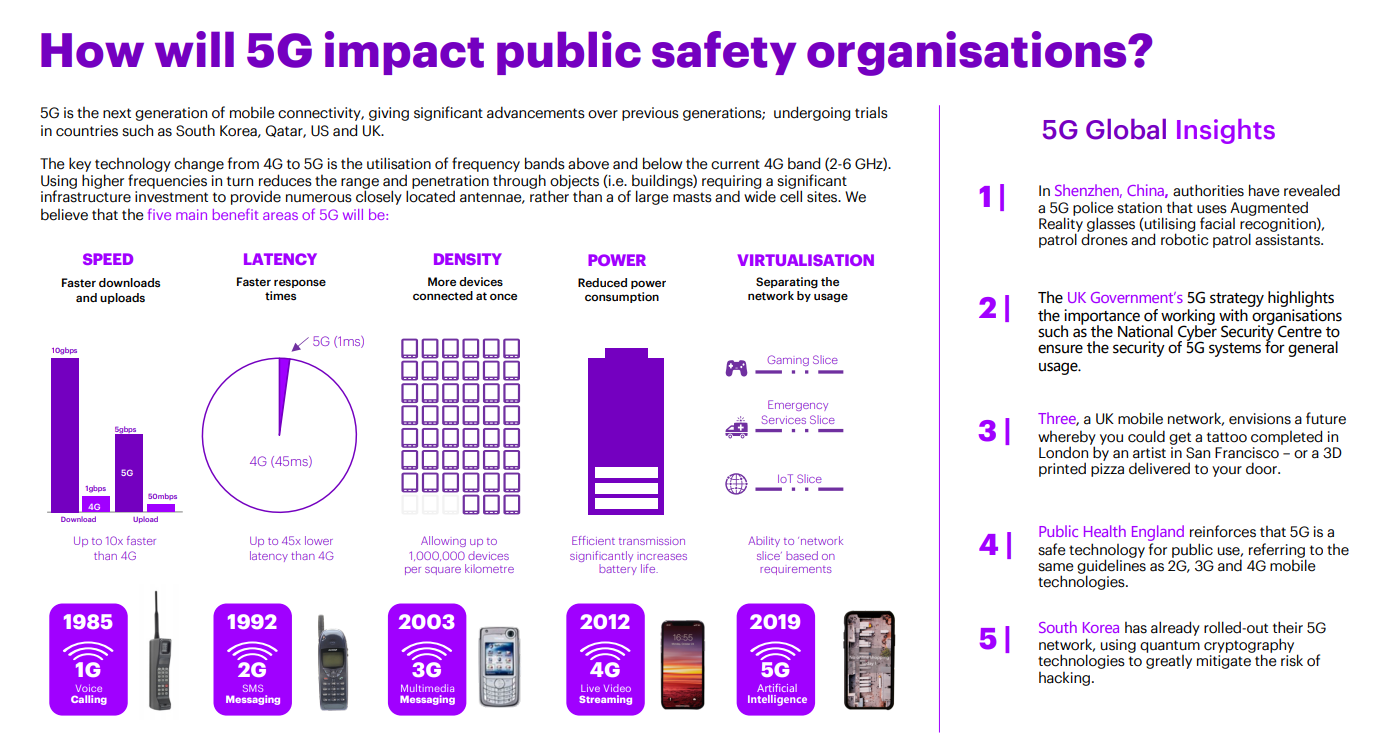 How will 5G impact public safety organisations?
5G is the next generation of mobile connectivity, giving significant advancements over previous generations; undergoing trials
in countries such as South Korea, Qatar, US and UK.
The key technology change from 4G to 5G is the utilisation of frequency bands above and below the current 4G band (2-6 GHz).
Using higher frequencies in turn reduces the range and penetration through objects (i.e. buildings) requiring a significant
infrastructure investment to provide numerous closely located antennae, rather than a of large masts and wide cell sites. We
believe that the five main benefit areas of 5G will be:
SPEED
Faster downloads
and uploads
10gbps
1gbps
4G
5gbps
5G
50mbps
Download
Upload
Up to 10x faster
than 4G
LATENCY
Faster response
times
5G (1ms)
4G (45ms)
Up to 45x lower
latency than 4G
DENSITY
More devices
connected at once
Allowing up to
1,000,000 devices
per square kilometre
POWER
Reduced power
consumption
Efficient transmission
significantly increases
battery life.
VIRTUALISATION
Separating the
network by usage
Gaming Slice
Emergency
Services Slice
IoT Slice
Ability to ‘network
slice’ based on
requirements
1985
1G
Voice
Calling
1992
2G
SMS
Messaging
2003
3G
Multimedia
Messaging
2012
4G
Live Video
Streaming
16:55
2019
5G
Artificial
Intelligence
5G Global Insights
1|
In Shenzhen, China, authorities have revealed
a 5G police station that uses Augmented
Reality glasses (utilising facial recognition),
patrol drones and robotic patrol assistants.
2|
The UK Government’s 5G strategy highlights
the importance of working with organisations
such as the National Cyber Security Centre to
ensure the security of 5G systems for general
usage.
3|
Three, a UK mobile network, envisions a future
whereby you could get a tattoo completed in
London by an artist in San Francisco – or a 3D
printed pizza delivered to your door.
4|
Public Health England reinforces that 5G is a
safe technology for public use, referring to the
same guidelines as 2G, 3G and 4G mobile
technologies.
5|
South Korea has already rolled-out their 5G
network, using quantum cryptography
technologies to greatly mitigate the risk of
hacking.